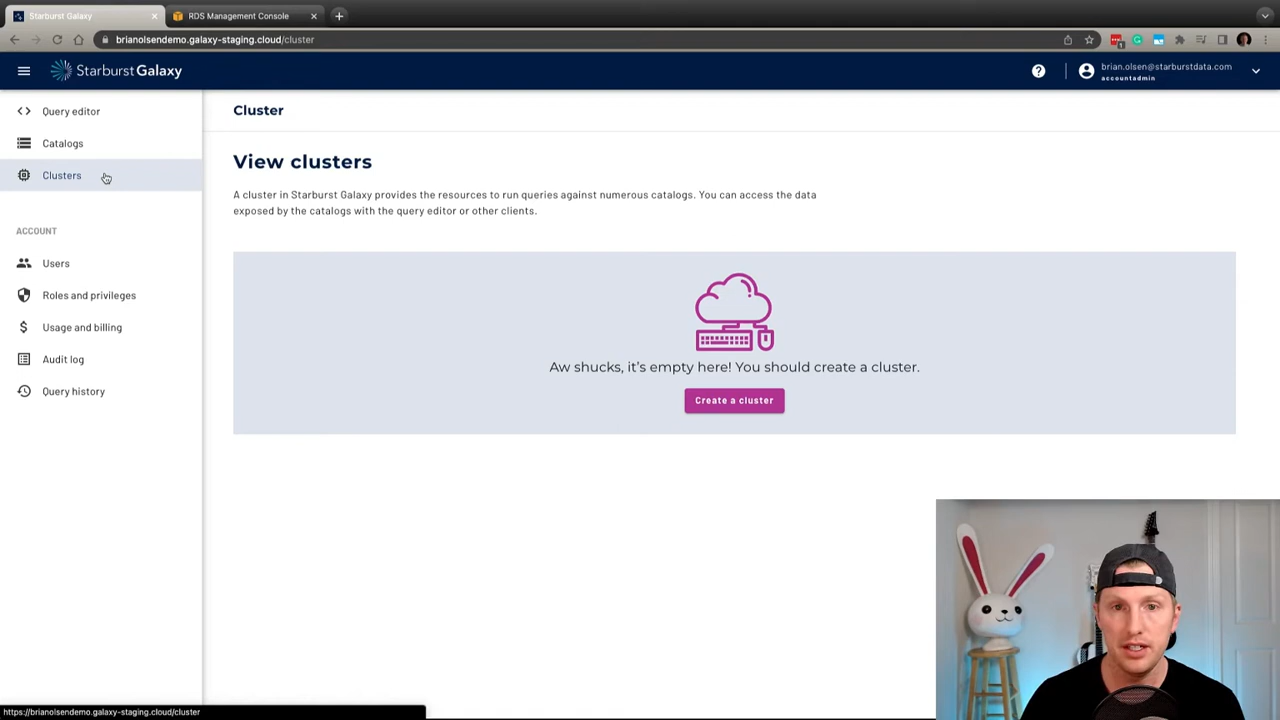 Starburst Galaxy
RDS Management Console
brianolsendemo.galaxy-staging.cloud/cluster
Starburst Galaxy
brian.olsen@starburstdata.com
accountadmin
Query editor
Catalogs
Clusters
ACCOUNT
Users
Roles and privileges
Usage and billing
Audit log
Query history
Cluster
View clusters
A cluster in Starburst Galaxy provides the resources to run queries against numerous catalogs. You can access the data
exposed by the catalogs with the query editor or other clients.
Aw shucks, it's empty here! You should create a cluster.
Create a cluster
https://brianolsendemo.galaxy-staging.cloud/cluster